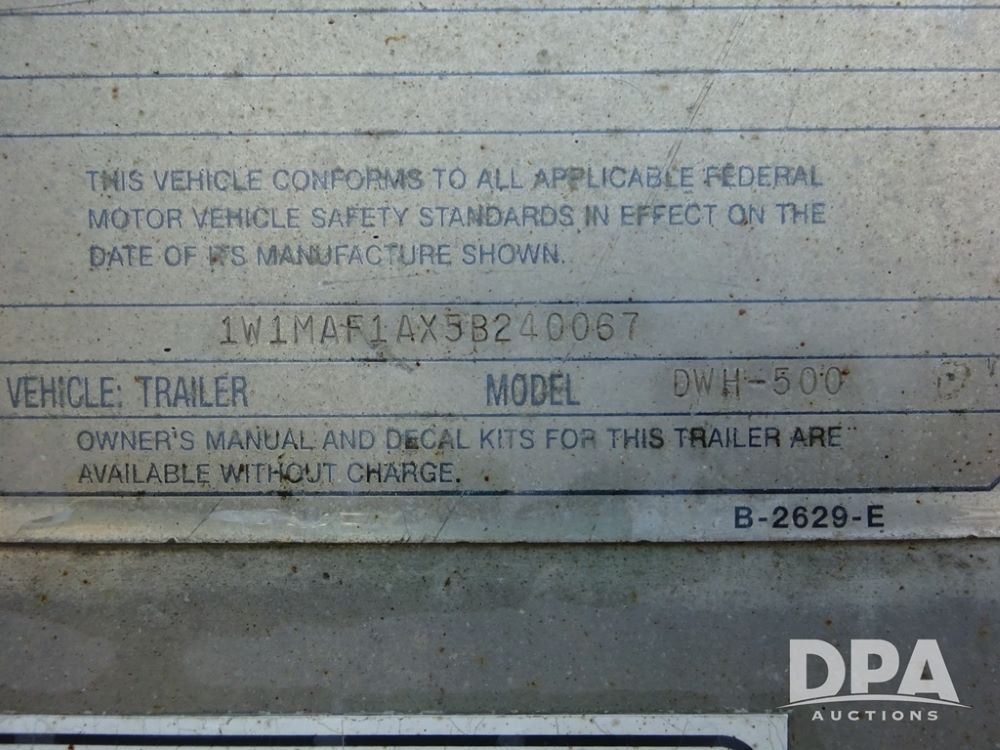 THIS VEHICLE CONFORMS TO ALL APPLICABLE FEDERAL
MOTOR VEHICLE SAFETY STANDARDS IN EFFECT ON THE
DATE OF ITS MANUFACTURE SHOWN.
1W1MAF1AX5B240067
VEHICLE: TRAILER MODEL DWH-500
OWNER'S MANUAL AND DECAL KITS FOR THIS TRAILER ARE
AVAILABLE WITHOUT CHARGE.
B-2629-E
DPA
AUCTIONS